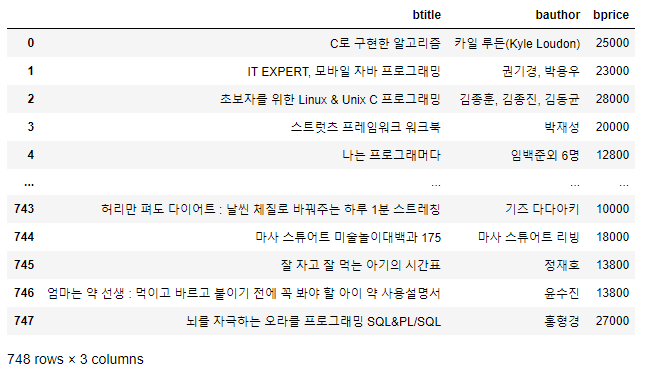 btitle bauthor bprice
0 C로 구현한 알고리즘 카일 루든(Kyle Loudon) 25000
1 IT EXPERT, 모바일 자바 프로그래밍 권기경, 박용우 23000
2 초보자를 위한 Linux & Unix C 프로그래밍 김종훈, 김종진, 김동균 28000
3 스트럿츠 프레임워크 워크북 박재성 20000
4 나는 프로그래머다 임백준외 6명 12800
... ... ... ...
743 허리만 펴도 다이어트 : 날씬 체질로 바꿔주는 하루 1분 스트레칭 기즈 다다아키 10000
744 마사 스튜어트 미술놀이대백과 175 마사 스튜어트 리빙 18000
745 잘 자고 잘 먹는 아기의 시간표 정재호 13800
746 엄마는 약 선생 : 먹이고 바르고 붙이기 전에 꼭 봐야 할 아이 약 사용설명서 윤수진 13800
747 뇌를 자극하는 오라클 프로그래밍 SQL&PL/SQL 홍형경 27000
748 rows × 3 columns